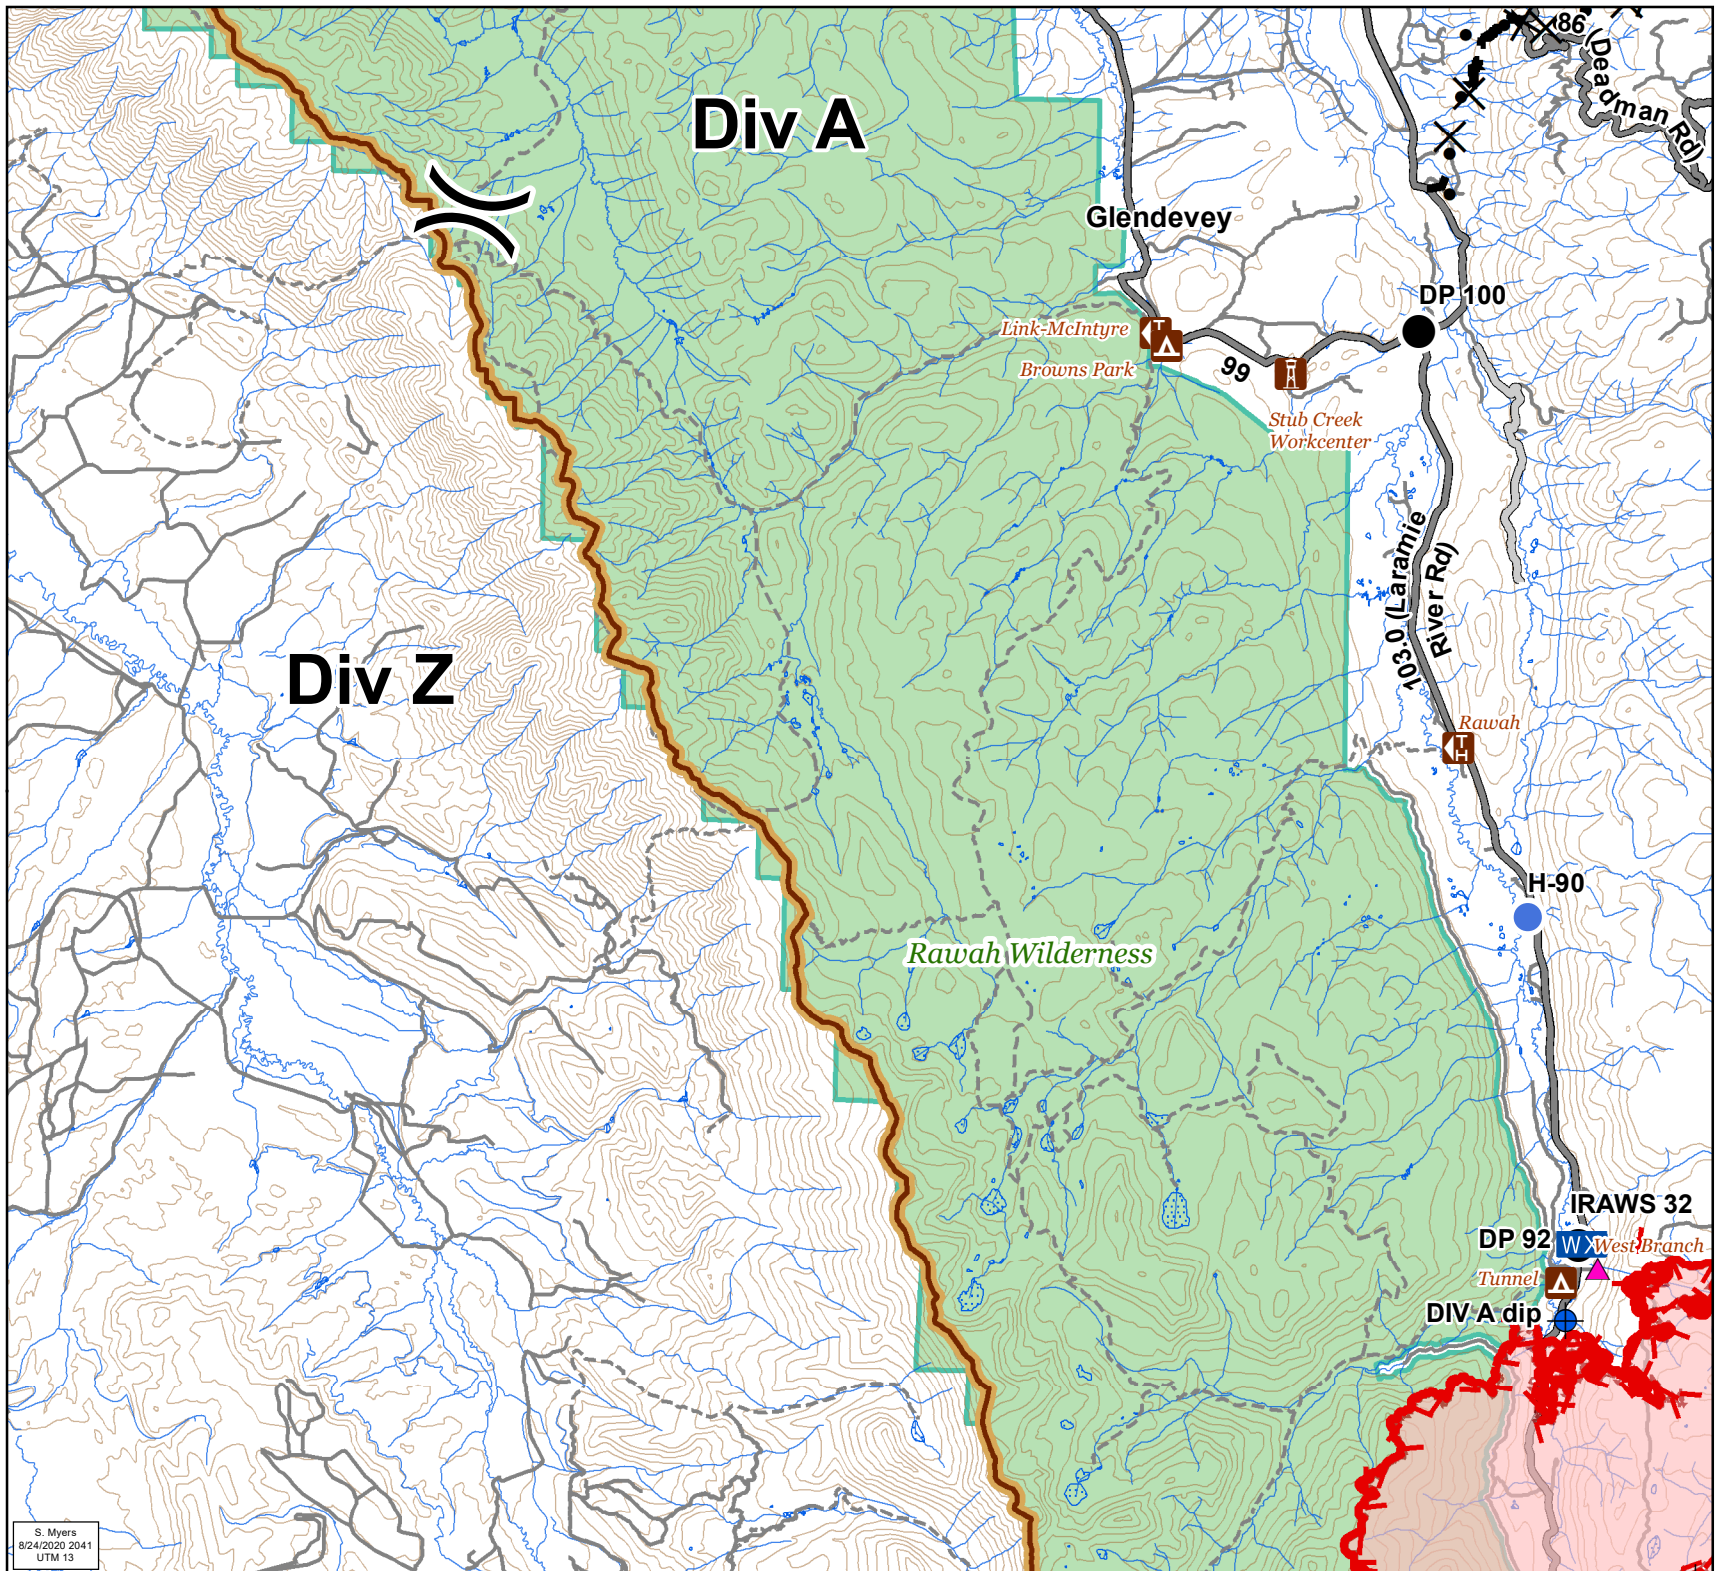 86 (Deadman Rd)
Div A
Glendevey
DP 100
Link-McIntyre
T
Browns Park
99
Stub Creek
Workcenter
103.0 (Laramie
River Rd)
Div Z
Rawah
T
H
H-90
Rawah Wilderness
IRAWS 32
DP 92
W X
West Branch
Tunnel
DIV A dip
S. Myers
8/24/2020 2041
UTM 13